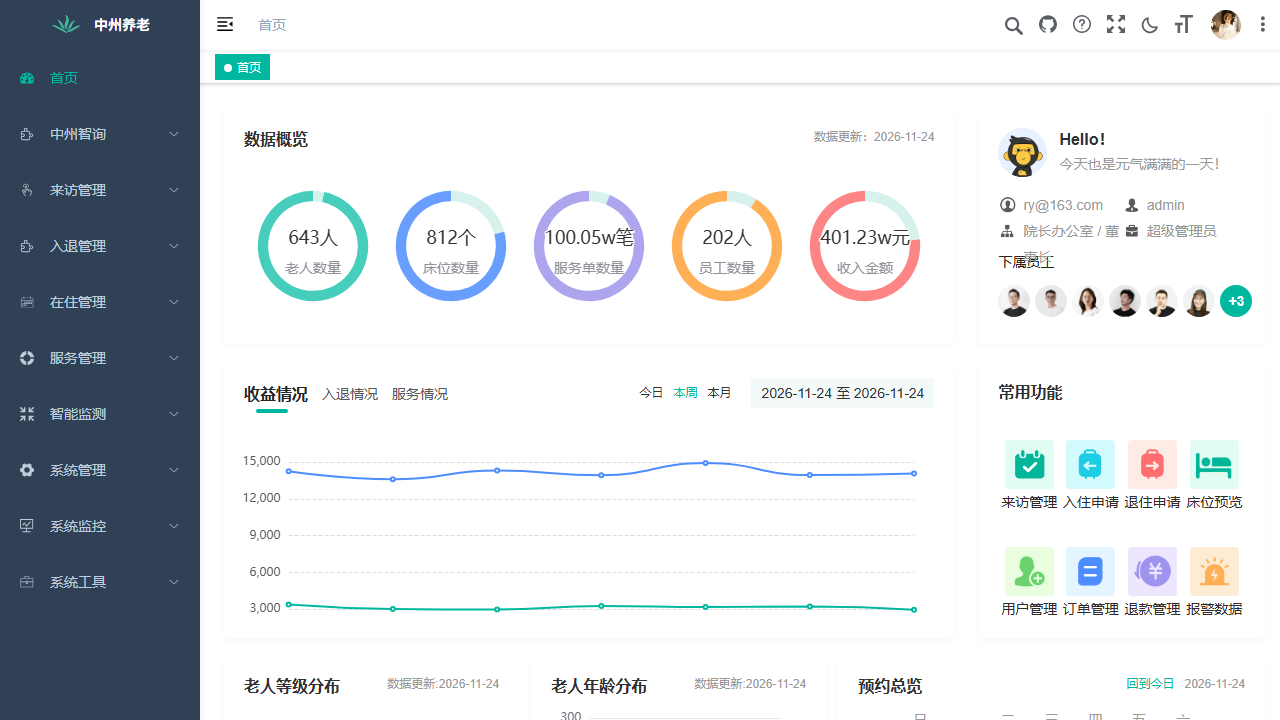 中州养老
首页
中州智询
来访管理
入退管理
在住管理
服务管理
智能监测
系统管理
系统监控
系统工具
首页
首页
数据概览
数据更新：2026-11-24
643人
老人数量
812个
床位数量
100.05w笔
服务单数量
202人
员工数量
401.23w元
收入金额
Hello！
今天也是元气满满的一天！
ry@163.com
admin
院长办公室 / 董
事长
超级管理员
下属员工
+3
收益情况 入退情况 服务情况
今日 本周 本月
2026-11-24 至 2026-11-24
15,000
12,000
9,000
6,000
3,000
常用功能
来访管理 入住申请 退住申请 床位预览
用户管理 订单管理 退款管理 报警数据
老人等级分布
数据更新:2026-11-24
老人年龄分布
数据更新:2026-11-24
300
预约总览
回到今日 2026-11-24
日 一 二 三 四 五 六